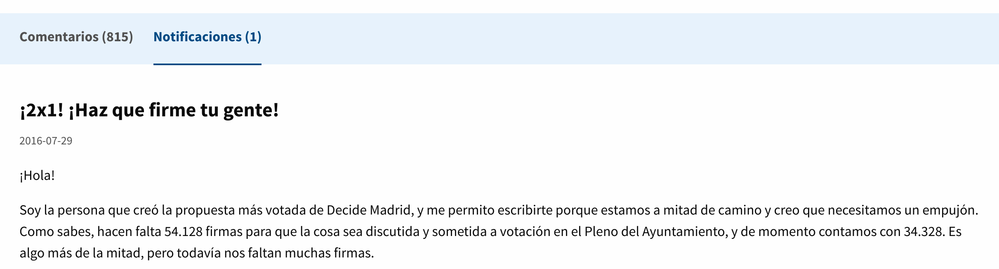 Comentarios (815) Notificaciones (1)
¡2x1! ¡Haz que firme tu gente!
2016-07-29
¡Hola!
Soy la persona que creó la propuesta más votada de Decide Madrid, y me permito escribirte porque estamos a mitad de camino y creo que necesitamos un empujón.
Como sabes, hacen falta 54.128 firmas para que la cosa sea discutida y sometida a votación en el Pleno del Ayuntamiento, y de momento contamos con 34.328. Es
algo más de la mitad, pero todavía nos faltan muchas firmas.